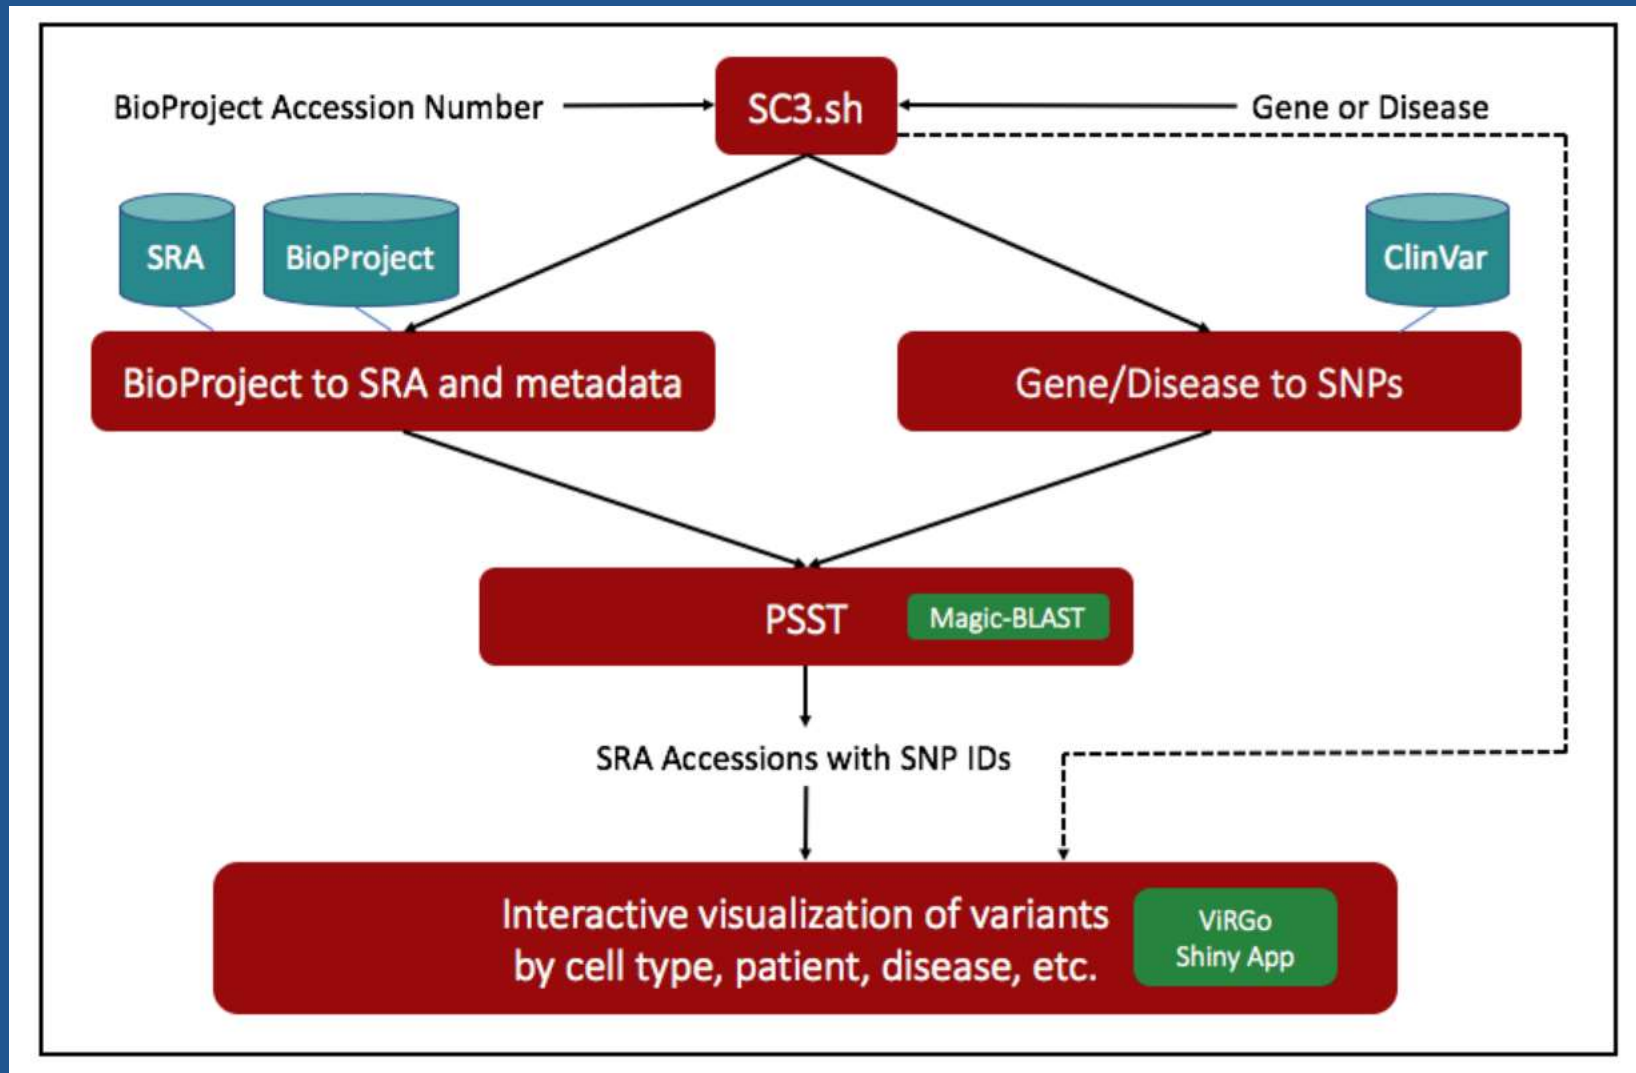 BioProject Accession Number
SC3.sh
Gene or Disease
SRA
BioProject
ClinVar
BioProject to SRA and metadata
Gene/Disease to SNPs
PSST
Magic-BLAST
SRA Accessions with SNP IDs
Interactive visualization of variants
by cell type, patient, disease, etc.
ViRGo
Shiny App